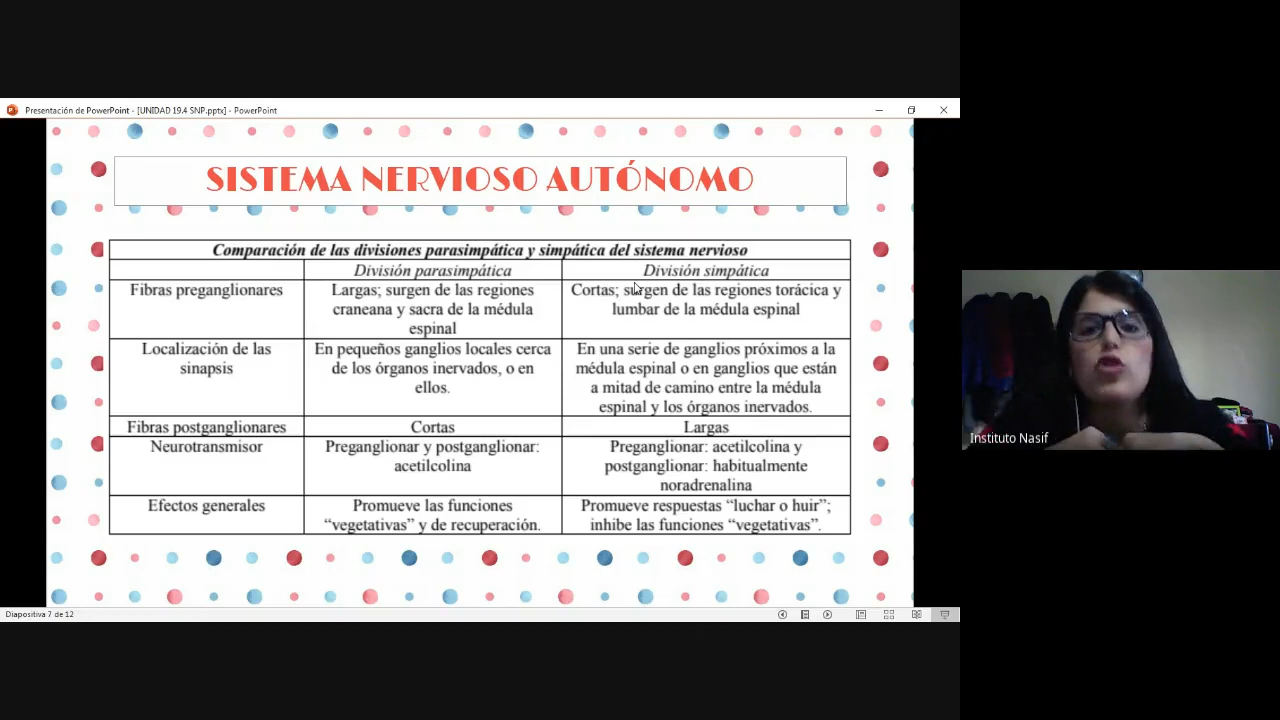 Presentación de PowerPoint - [UNIDAD 19.4 SNP.pptx] - PowerPoint
SISTEMA NERVIOSO AUTÓNOMO
Comparación de las divisiones parasimpática y simpática del sistema nervioso
División parasimpática
División simpática
Fibras preganglionares
Largas; surgen de las regiones
craneana y sacra de la médula
espinal
Cortas; surgen de las regiones torácica y
lumbar de la médula espinal
Localización de las
sinapsis
En pequeños ganglios locales cerca
de los órganos inervados, o en
ellos.
En una serie de ganglios próximos a la
médula espinal o en ganglios que están
a mitad de camino entre la médula
espinal y los órganos inervados.
Fibras postganglionares
Cortas
Largas
Neurotransmisor
Preganglionar y postganglionar:
acetilcolina
Preganglionar: acetilcolina y
postganglionar: habitualmente
noradrenalina
Efectos generales
Promueve las funciones
“vegetativas” y de recuperación.
Promueve respuestas “luchar o huir”;
inhibe las funciones “vegetativas”.
Diapositiva 7 de 12
Instituto Nasif